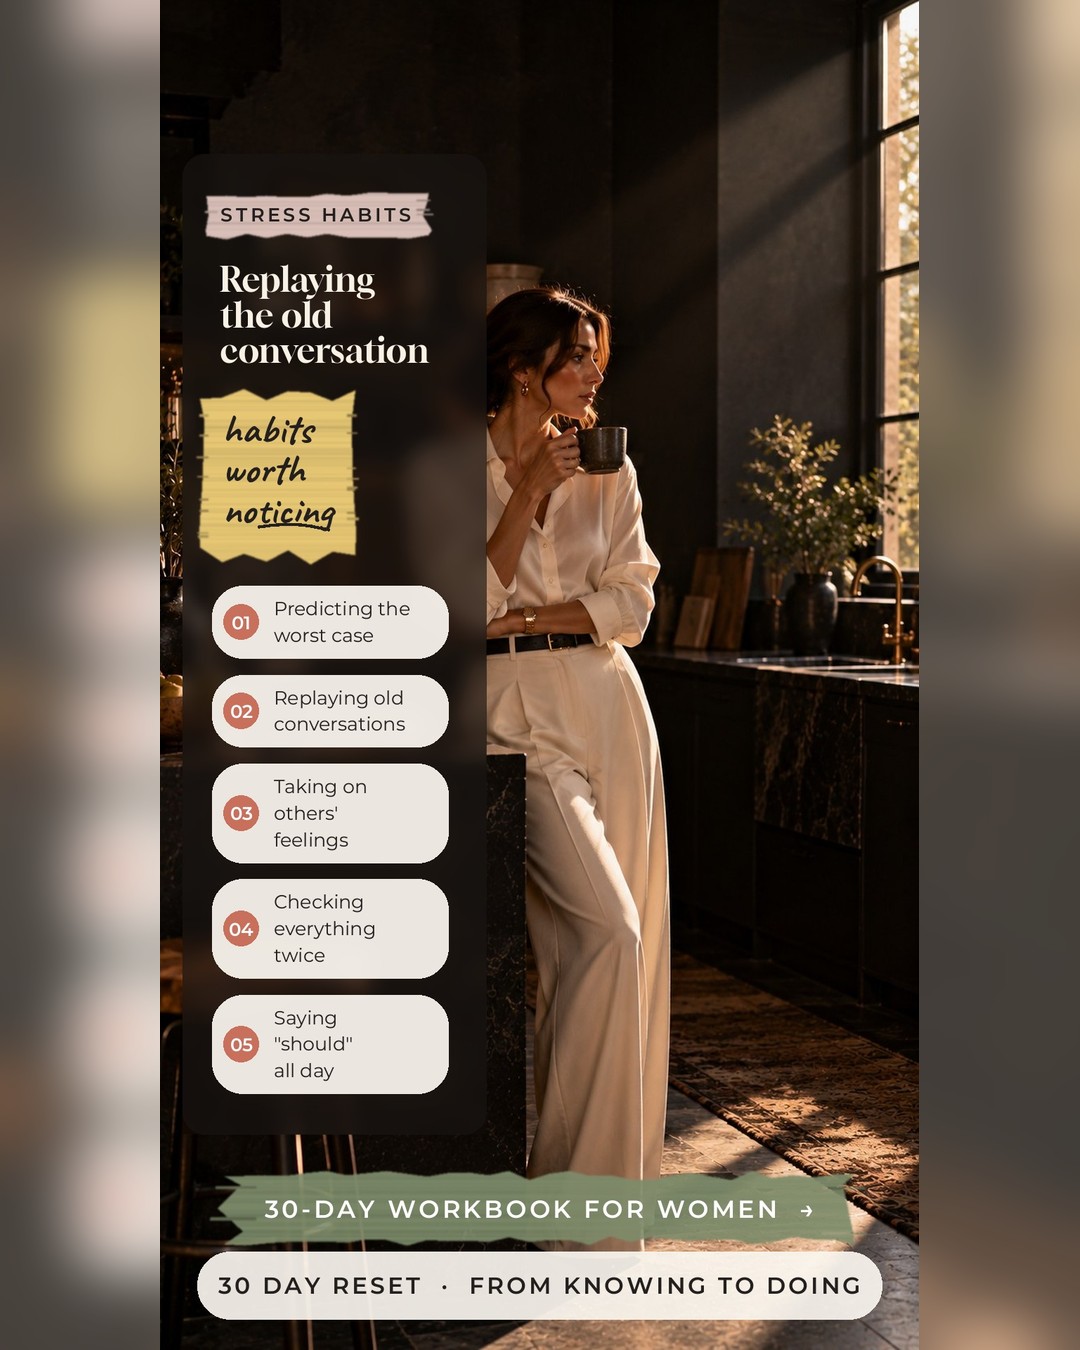 STRESS HABITS
Replaying
the old
conversation
habits
worth
noticing
01
Predicting the
worst case
02
Replaying old
conversations
03
Taking on
others'
feelings
04
Checking
everything
twice
05
Saying
"should"
all day
30-DAY WORKBOOK FOR WOMEN →
30 DAY RESET · FROM KNOWING TO DOING